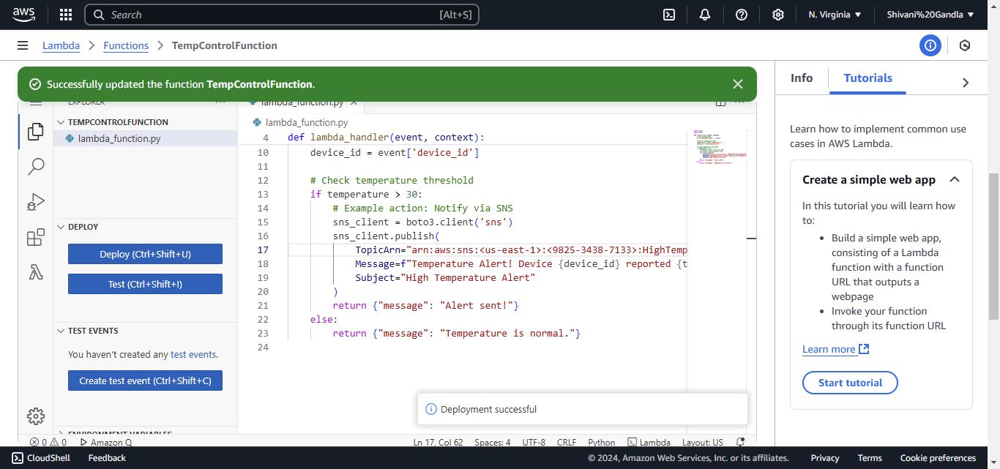 aws
Search
[Alt+S]
N. Virginia
Shivani%20Gandla
Lambda
Functions
TempControlFunction
Successfully updated the function TempControlFunction.
EXPLORER
TEMPCONTROLFUNCTION
lambda_function.py
DEPLOY
Deploy (Ctrl+Shift+U)
Test (Ctrl+Shift+I)
TEST EVENTS
You haven't created any test events.
Create test event (Ctrl+Shift+C)
ENVIRONMENT VARIABLES
lambda_function.py
lambda_function.py
4 def lambda_handler(event, context):
10 device_id = event['device_id']
11
12 # Check temperature threshold
13 if temperature > 30:
14 # Example action: Notify via SNS
15 sns_client = boto3.client('sns')
16 sns_client.publish(
17 TopicArn="arn:aws:sns:<us-east-1>:<9825-3438-7133>:HighTemp
18 Message=f"Temperature Alert! Device {device_id} reported {t
19 Subject="High Temperature Alert"
20 )
21 return {"message": "Alert sent!"}
22 else:
23 return {"message": "Temperature is normal."}
24
Deployment successful
0 0
Amazon Q
Ln 17, Col 62
Spaces: 4
UTF-8
CRLF
Python
Lambda
Layout: US
Info
Tutorials
Learn how to implement common use
cases in AWS Lambda.
Create a simple web app
In this tutorial you will learn how
to:
• Build a simple web app,
consisting of a Lambda
function with a function
URL that outputs a
webpage
• Invoke your function
through its function URL
Learn more
Start tutorial
CloudShell
Feedback
© 2024, Amazon Web Services, Inc. or its affiliates.
Privacy
Terms
Cookie preferences